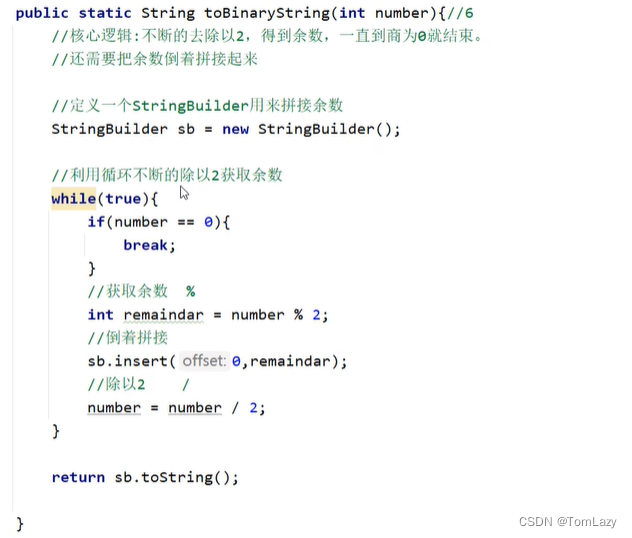 public static String toBinaryString(int number){//6
//核心逻辑:不断的去除以2，得到余数，一直到商为0就结束。
//还需要把余数倒着拼接起来
//定义一个StringBuilder用来拼接余数
StringBuilder sb = new StringBuilder();
//利用循环不断的除以2获取余数
while(true){
if(number == 0){
break;
}
//获取余数 %
int remaindar = number % 2;
//倒着拼接
sb.insert( offset: 0,remaindar);
//除以2 /
number = number / 2;
}
return sb.toString();
}
CSDN @TomLazy